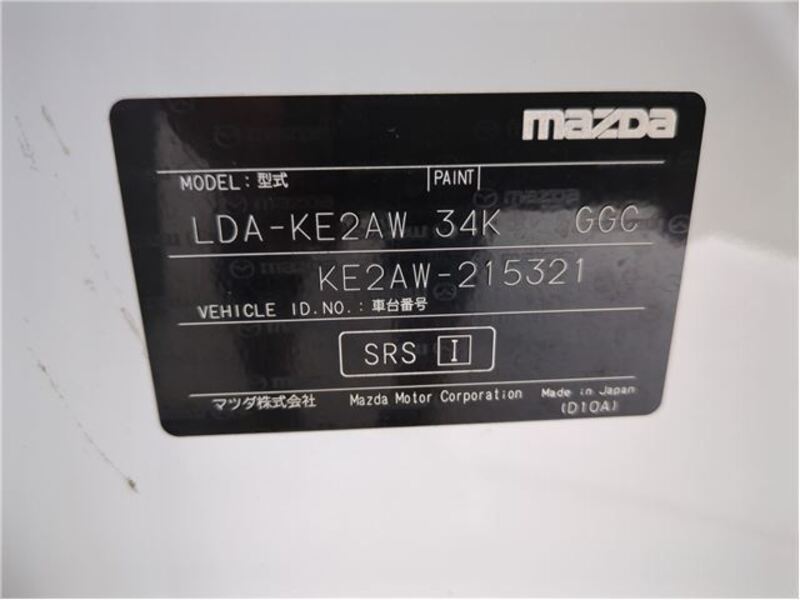 mazda
MODEL：型式 PAINT
LDA-KE2AW 34K GGC
KE2AW-215321
VEHICLE ID.NO.：車台番号
SRS I
マツダ株式会社 Mazda Motor Corporation Made in Japan
(D10A)